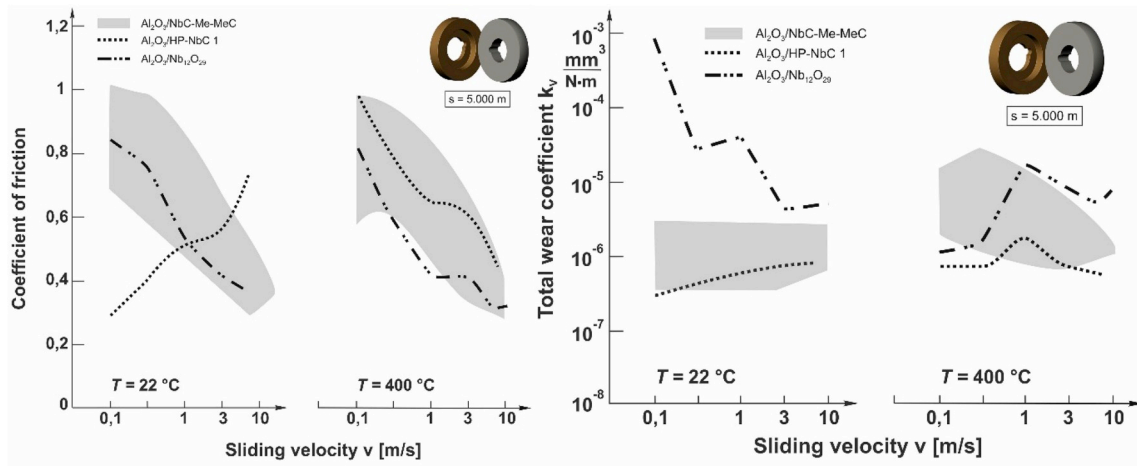 Coefficient of friction
1,2
1
0,8
0,6
0,4
0,2
0
Al₂O₃/NbC-Me-MeC
Al₂O₃/HP-NbC 1
Al₂O₃/Nb₁₂O₂₉
s = 5.000 m
T = 22 °C
T = 400 °C
0,1 1 3 10
0,1 1 3 10
Sliding velocity v [m/s]
Total wear coefficient kᵥ mm³/N·m
10⁻³
10⁻⁴
10⁻⁵
10⁻⁶
10⁻⁷
10⁻⁸
Al₂O₃/NbC-Me-MeC
Al₂O₃/HP-NbC 1
Al₂O₃/Nb₁₂O₂₉
s = 5.000 m
T = 22 °C
T = 400 °C
0,1 1 3 10
0,1 1 3 10
Sliding velocity v [m/s]